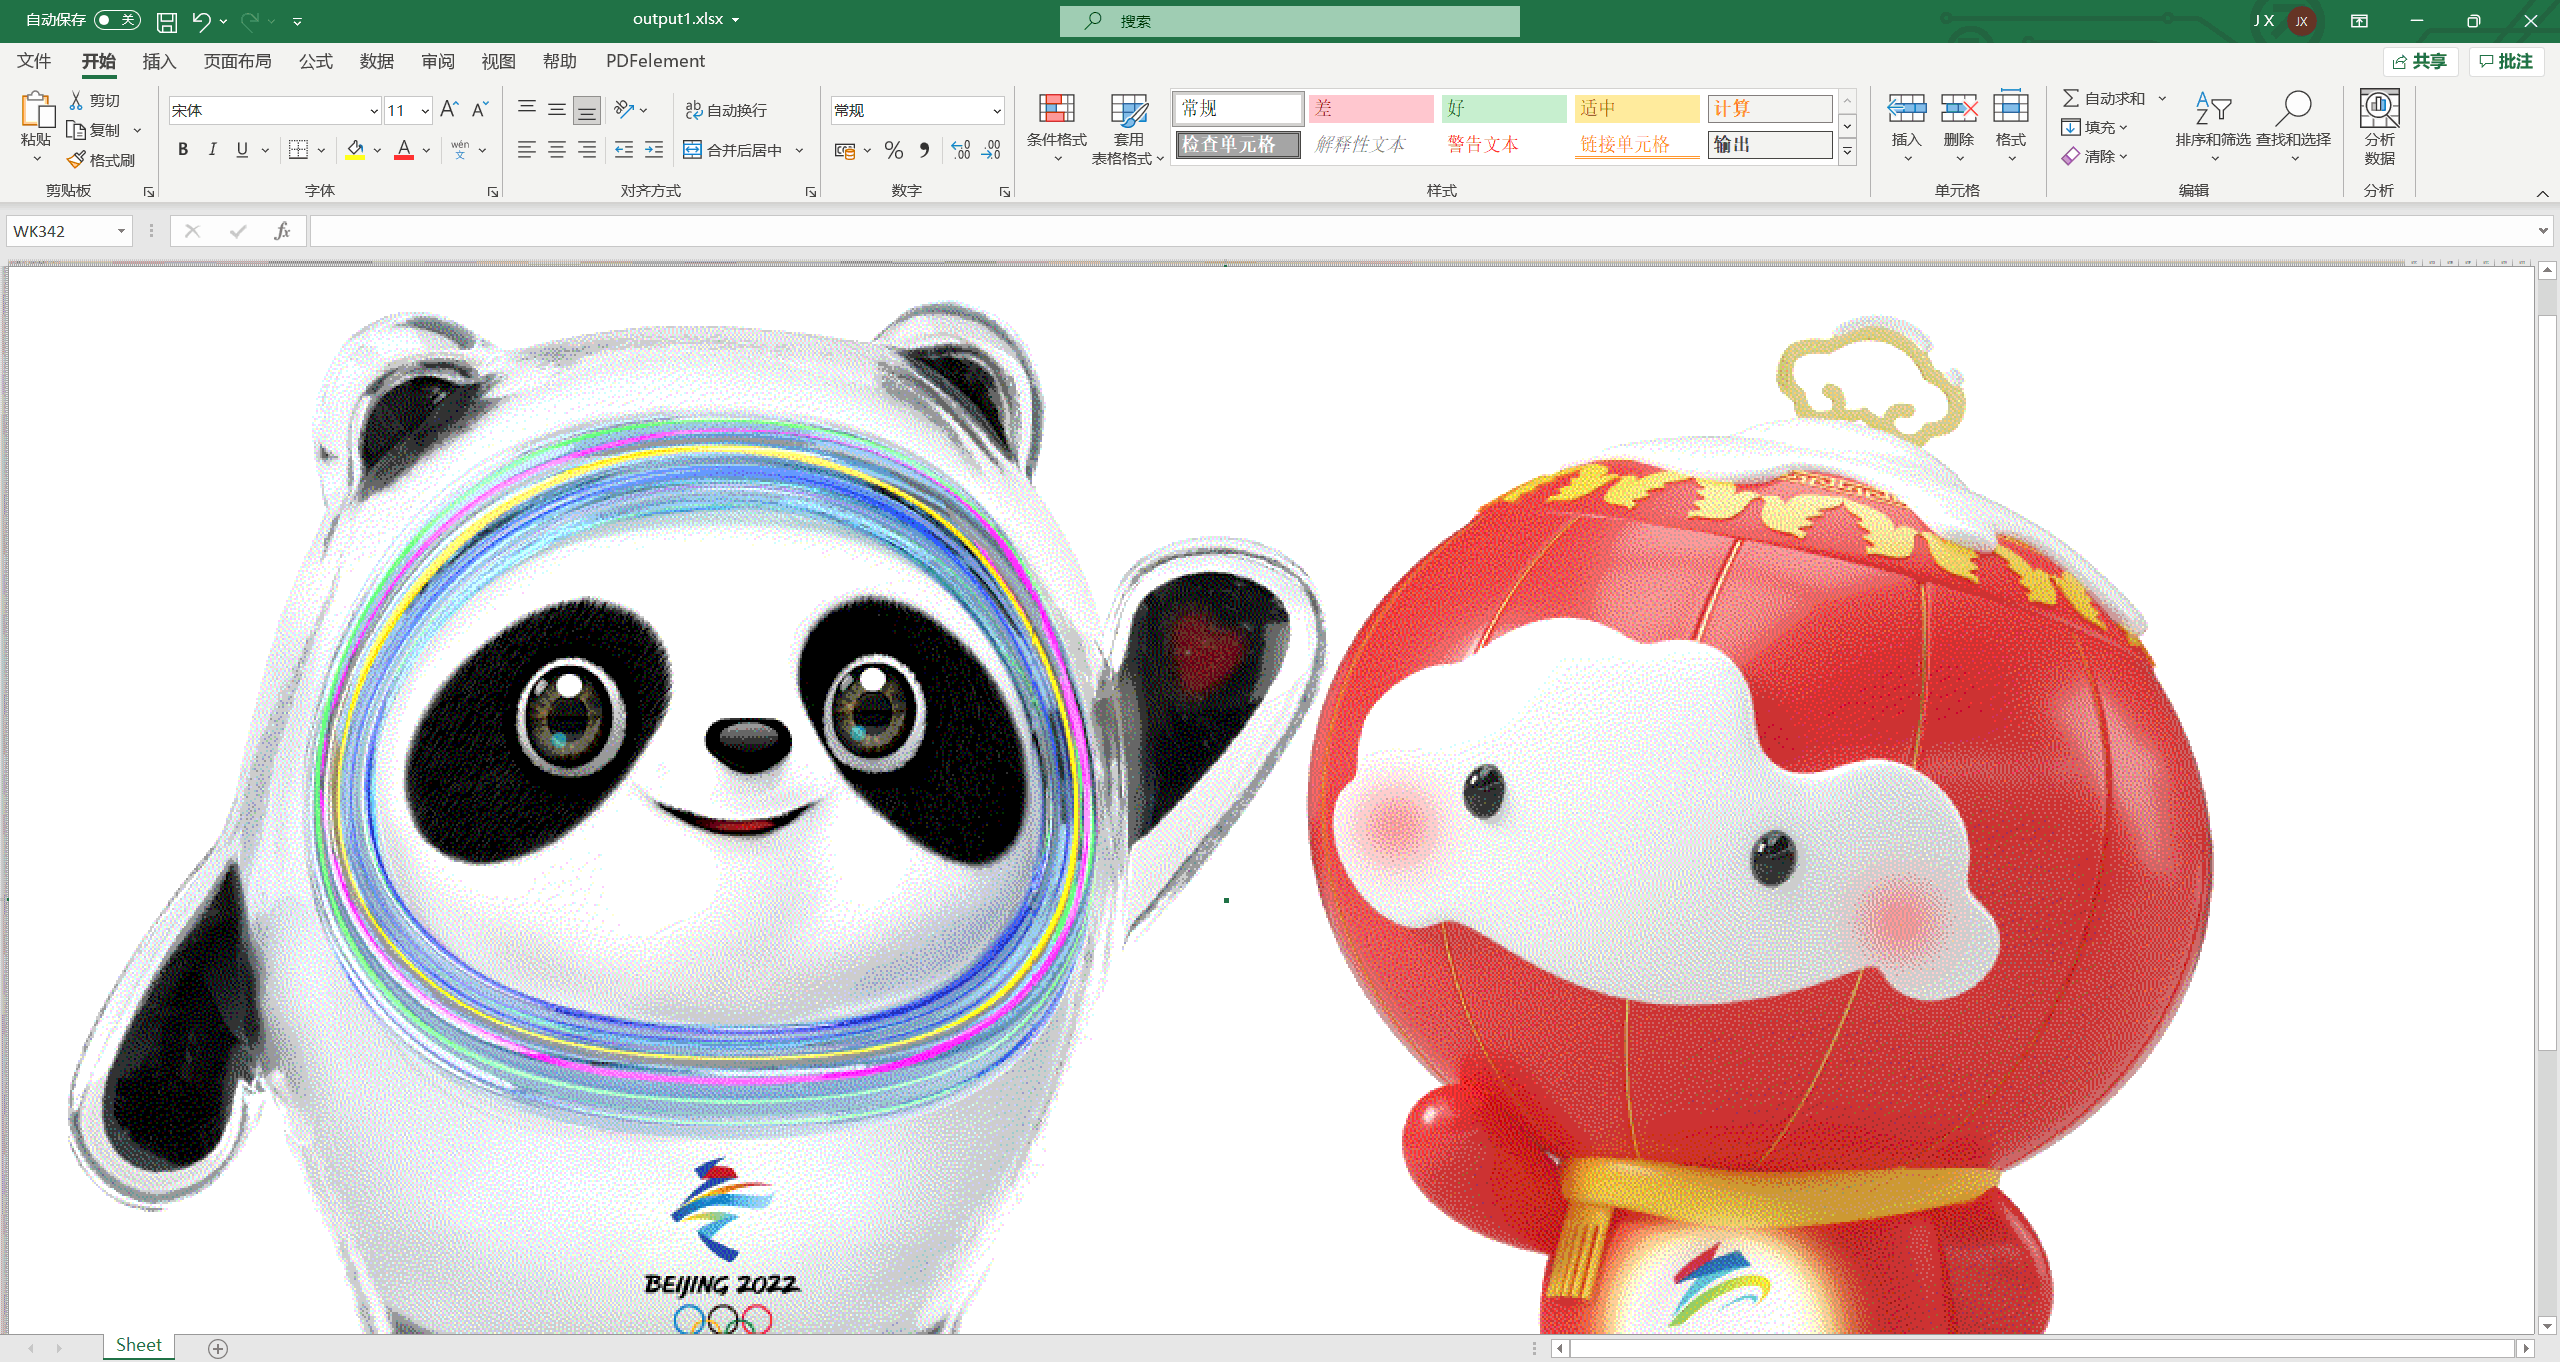 自动保存 关 output1.xlsx 搜索 J X JX
文件 开始 插入 页面布局 公式 数据 审阅 视图 帮助 PDFelement 共享 批注
粘贴 剪切 复制 格式刷 剪贴板
宋体 11 B I U A wén 文 字体
自动换行 合并后居中 对齐方式
常规 % 数字
条件格式 套用 表格格式
常规 差 好 适中 计算
检查单元格 解释性文本 警告文本 链接单元格 输出
样式
插入 删除 格式 单元格
自动求和 填充 清除 排序和筛选 查找和选择 编辑
分析 数据 分析
WK342 fx
BEIJING 2022
Sheet